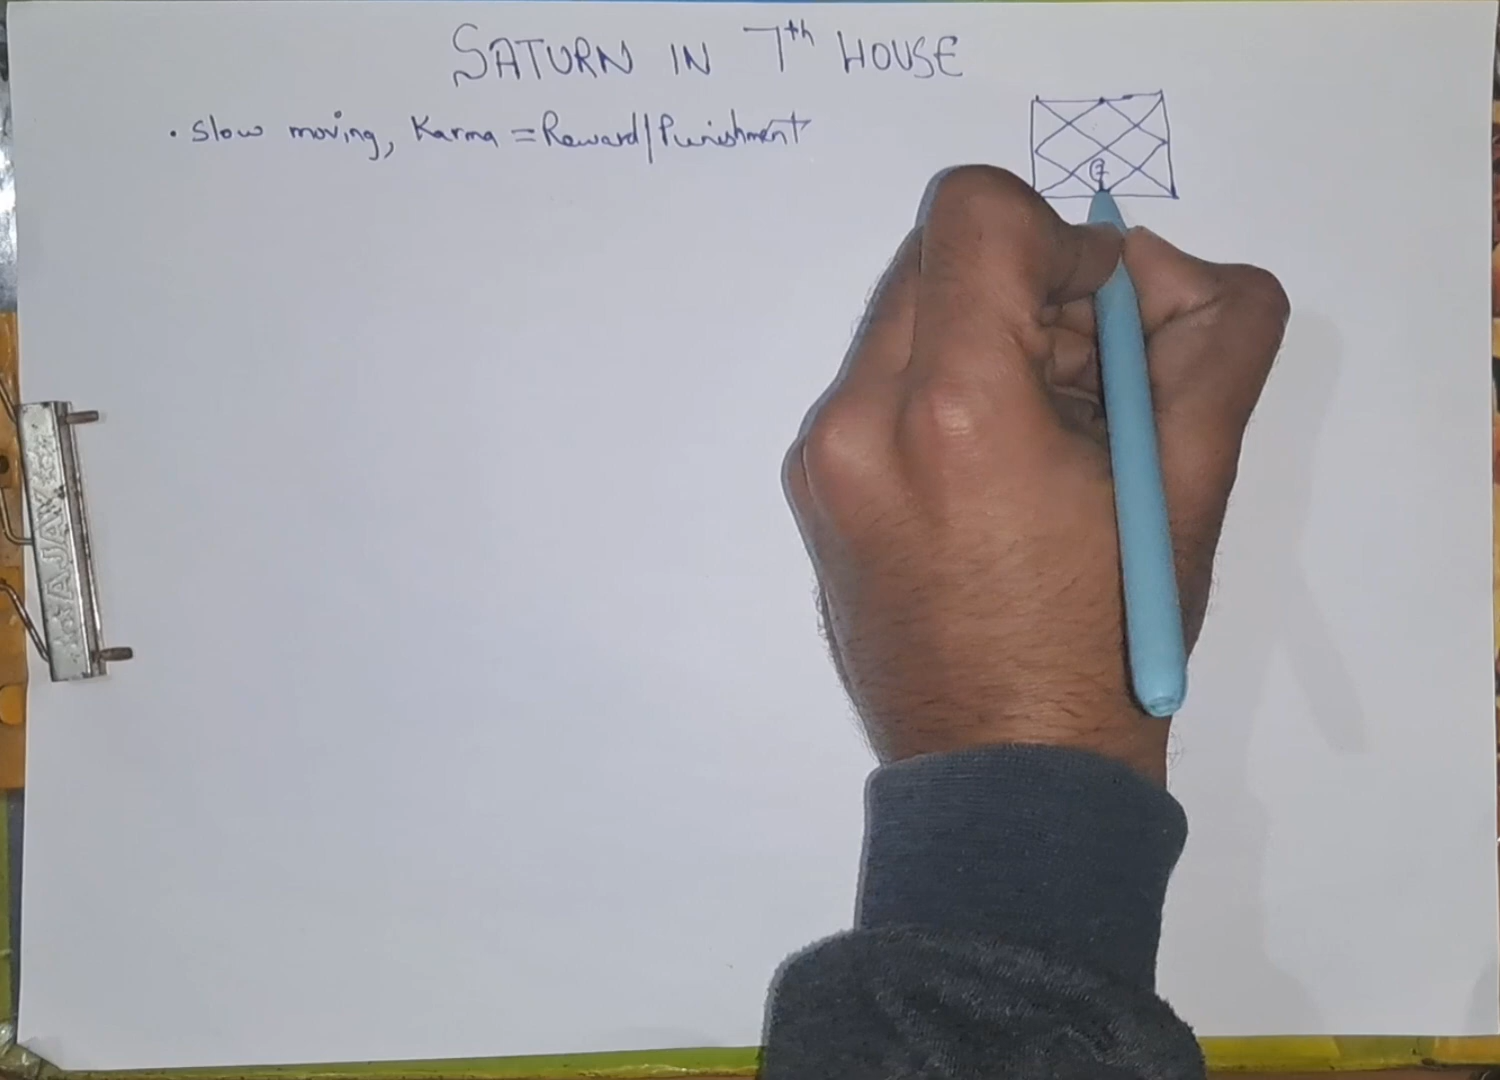 SATURN IN 7th HOUSE
• Slow moving, Karma = Reward/Punishment
AJAY